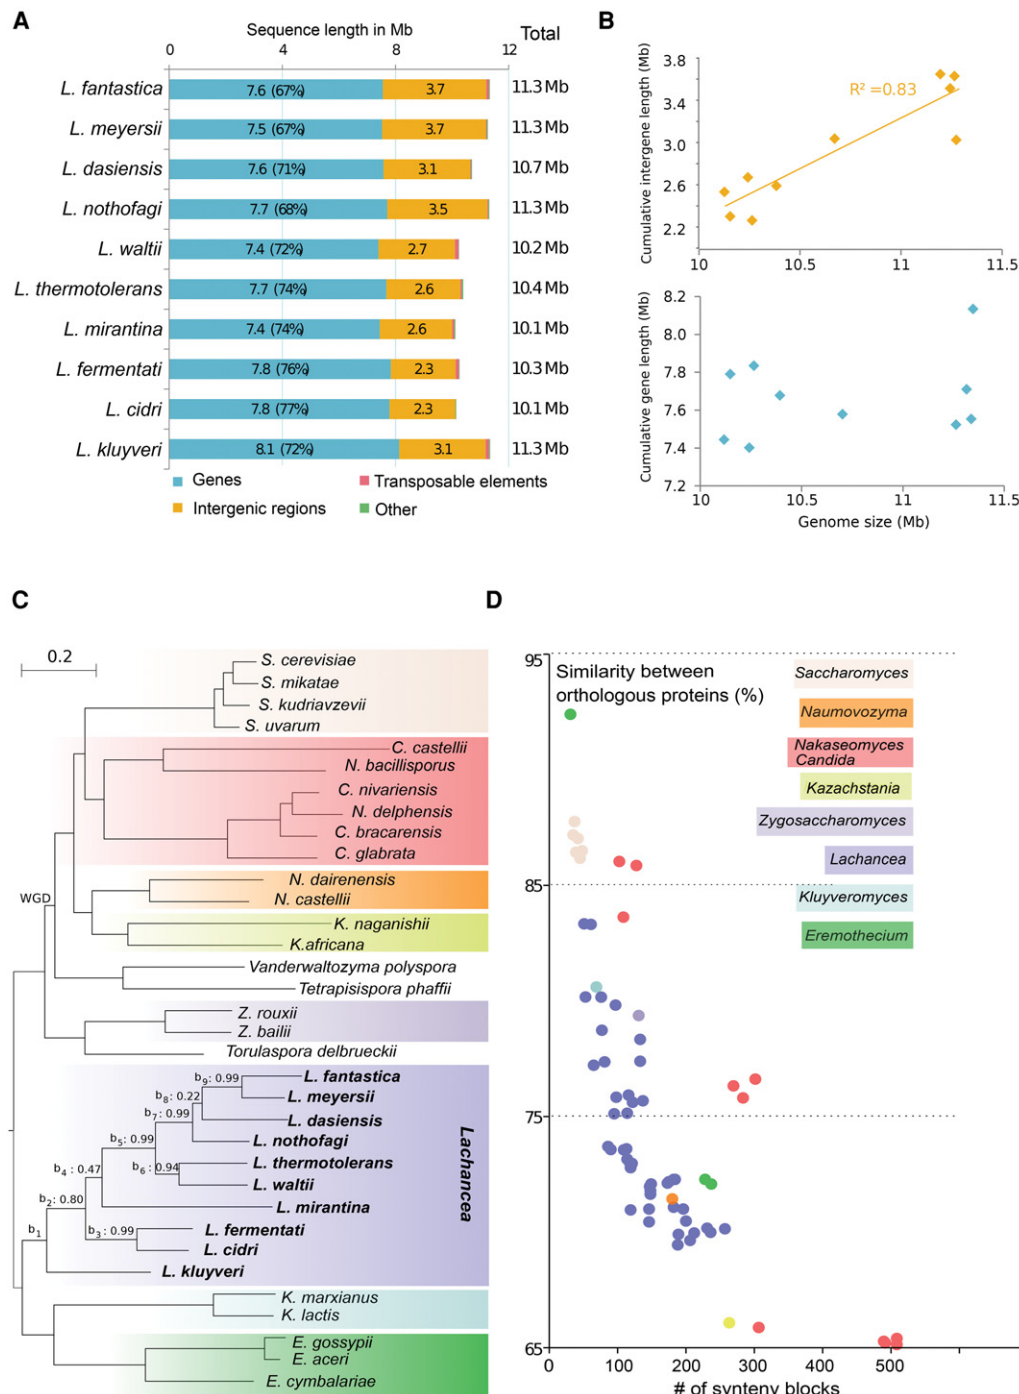 A
Sequence length in Mb
Total
0 4 8 12
L. fantastica 7.6 (67%) 3.7 11.3 Mb
L. meyersii 7.5 (67%) 3.7 11.3 Mb
L. dasiensis 7.6 (71%) 3.1 10.7 Mb
L. nothofagi 7.7 (68%) 3.5 11.3 Mb
L. waltii 7.4 (72%) 2.7 10.2 Mb
L. thermotolerans 7.7 (74%) 2.6 10.4 Mb
L. mirantina 7.4 (74%) 2.6 10.1 Mb
L. fermentati 7.8 (76%) 2.3 10.3 Mb
L. cidri 7.8 (77%) 2.3 10.1 Mb
L. kluyveri 8.1 (72%) 3.1 11.3 Mb
Genes
Transposable elements
Intergenic regions
Other
B
Cumulative intergene length (Mb)
3.8
3.4
3.0
2.6
2.2
R² =0.83
10 10.5 11 11.5
Cumulative gene length (Mb)
8.2
8.0
7.8
7.6
7.4
7.2
10 10.5 11 11.5
Genome size (Mb)
C
0.2
S. cerevisiae
S. mikatae
S. kudriavzevii
S. uvarum
C. castellii
N. bacillisporus
C. nivariensis
N. delphensis
C. bracarensis
C. glabrata
WGD
N. dairenensis
N. castellii
K. naganishii
K.africana
Vanderwaltozyma polyspora
Tetrapisispora phaffii
Z. rouxii
Z. bailii
Torulaspora delbrueckii
b9: 0.99
L. fantastica
b8: 0.22
L. meyersii
b7: 0.99
L. dasiensis
b5: 0.99
L. nothofagi
b4: 0.47
b6: 0.94
L. thermotolerans
L. waltii
b2: 0.80
L. mirantina
b3: 0.99
L. fermentati
b1
L. cidri
L. kluyveri
Lachancea
K. marxianus
K. lactis
E. gossypii
E. aceri
E. cymbalariae
D
95
85
75
65
Similarity between
orthologous proteins (%)
Saccharomyces
Naumovozyma
Nakaseomyces
Candida
Kazachstania
Zygosaccharomyces
Lachancea
Kluyveromyces
Eremothecium
0 100 200 300 400 500
# of synteny blocks